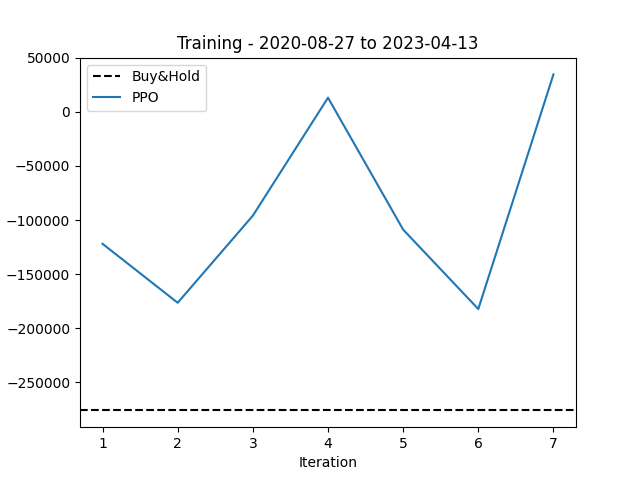 Training - 2020-08-27 to 2023-04-13
50000
0
−50000
−100000
−150000
−200000
−250000
Buy&Hold
PPO
1 2 3 4 5 6 7
Iteration